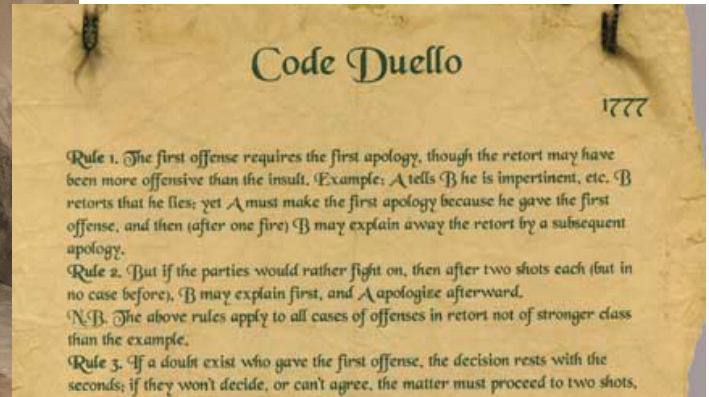 Code Duello
1777
Rule 1. The first offense requires the first apology, though the retort may have
been more offensive than the insult. Example: A tells B he is impertinent, etc. B
retorts that he lies; yet A must make the first apology because he gave the first
offense, and then (after one fire) B may explain away the retort by a subsequent
apology.
Rule 2. But if the parties would rather fight on, then after two shots each (but in
no case before), B may explain first, and A apologize afterward.
N.B. The above rules apply to all cases of offenses in retort not of stronger class
than the example.
Rule 3. If a doubt exist who gave the first offense, the decision rests with the
seconds; if they won't decide, or can't agree, the matter must proceed to two shots,